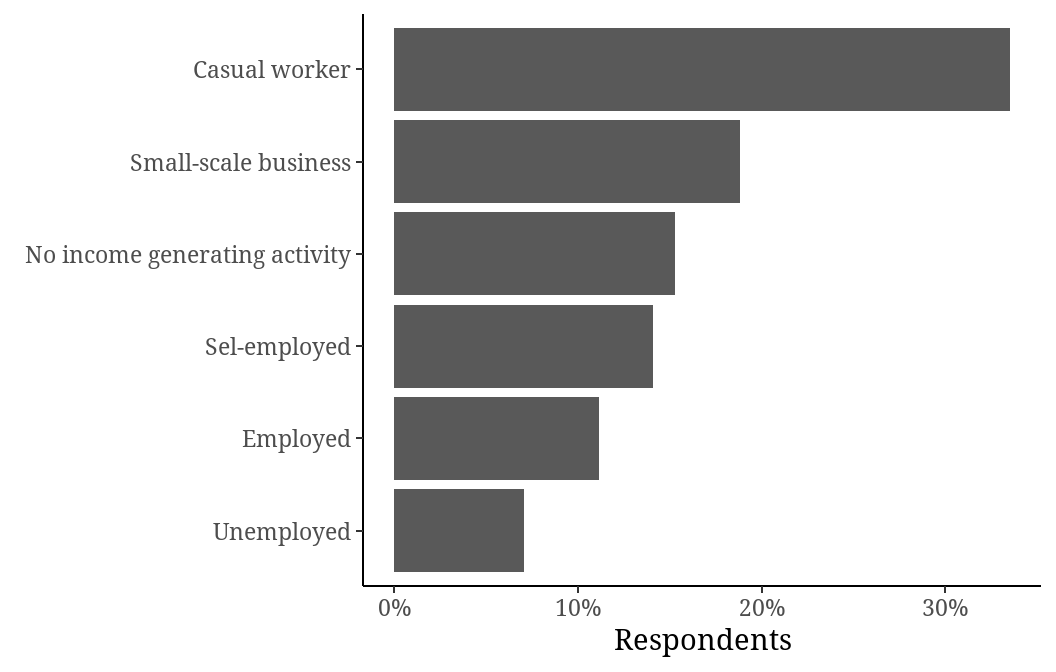 Casual worker
Small-scale business
No income generating activity
Sel-employed
Employed
Unemployed
0% 10% 20% 30%
Respondents